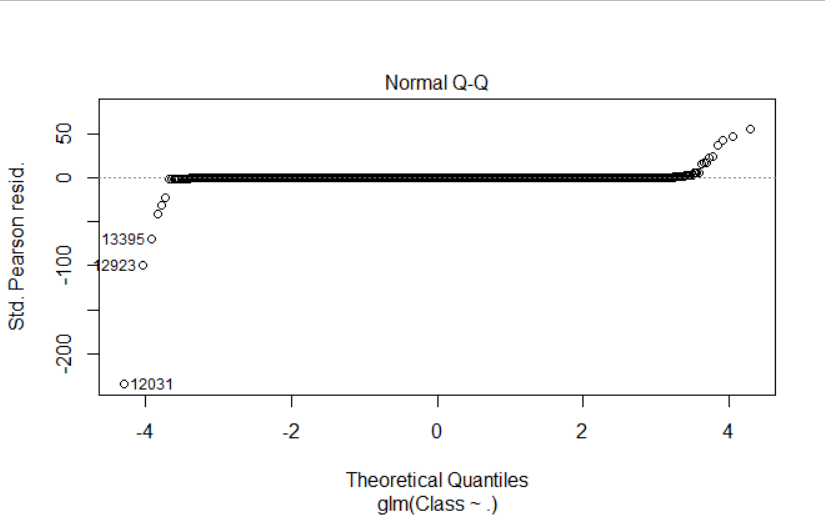 Normal Q-Q
Std. Pearson resid.
50
0
-100
-200
13395
12923
12031
-4 -2 0 2 4
Theoretical Quantiles
glm(Class ~ .)